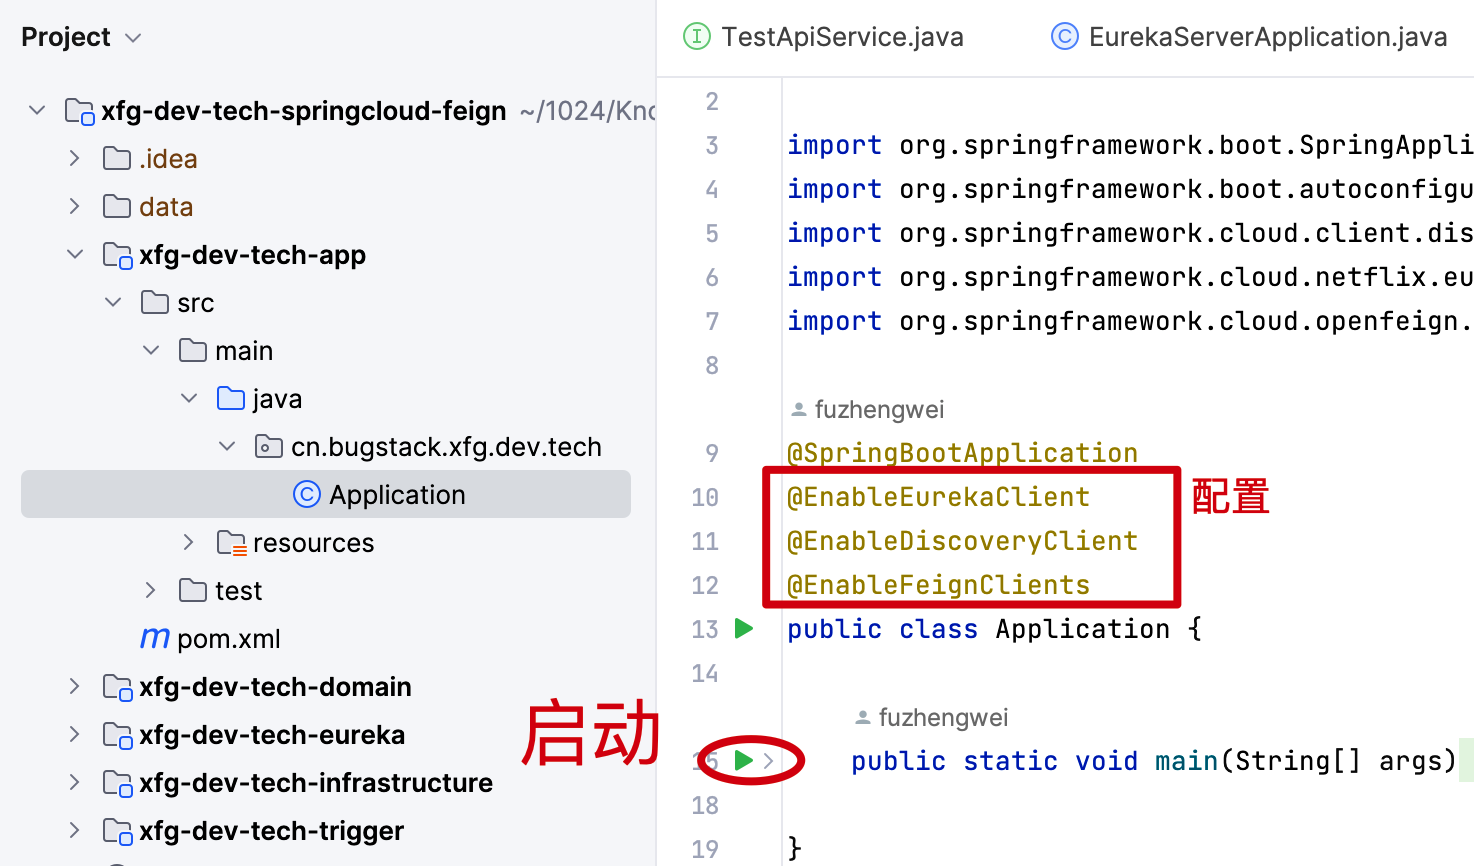 Project
xfg-dev-tech-springcloud-feign ~/1024/Kno
.idea
data
xfg-dev-tech-app
src
main
java
cn.bugstack.xfg.dev.tech
Application
resources
test
pom.xml
xfg-dev-tech-domain
xfg-dev-tech-eureka
xfg-dev-tech-infrastructure
xfg-dev-tech-trigger
启动
TestApiService.java EurekaServerApplication.java
2
3 import org.springframework.boot.SpringAppli
4 import org.springframework.boot.autoconfigu
5 import org.springframework.cloud.client.dis
6 import org.springframework.cloud.netflix.eu
7 import org.springframework.cloud.openfeign.
8
fuzhengwei
9 @SpringBootApplication
10 @EnableEurekaClient 配置
11 @EnableDiscoveryClient
12 @EnableFeignClients
13 public class Application {
14
fuzhengwei
15 public static void main(String[] args)
18
19 }